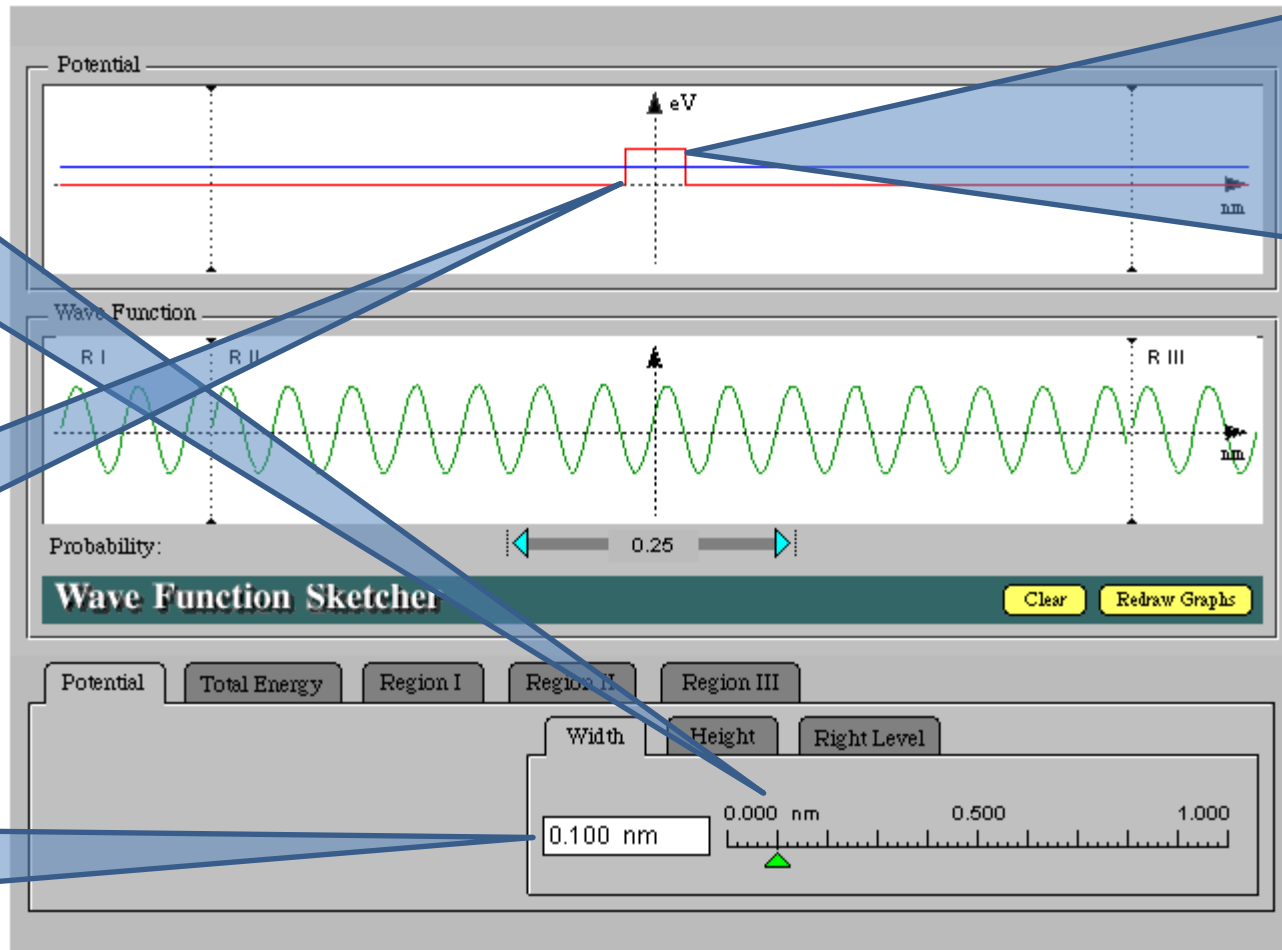 Potential
eV
nm
Wave Function
R I
R II
R III
nm
Probability:
0.25
Wave Function Sketcher
Clear
Redraw Graphs
Potential
Total Energy
Region I
Region II
Region III
Width
Height
Right Level
0.000 nm
0.500
1.000
0.100 nm